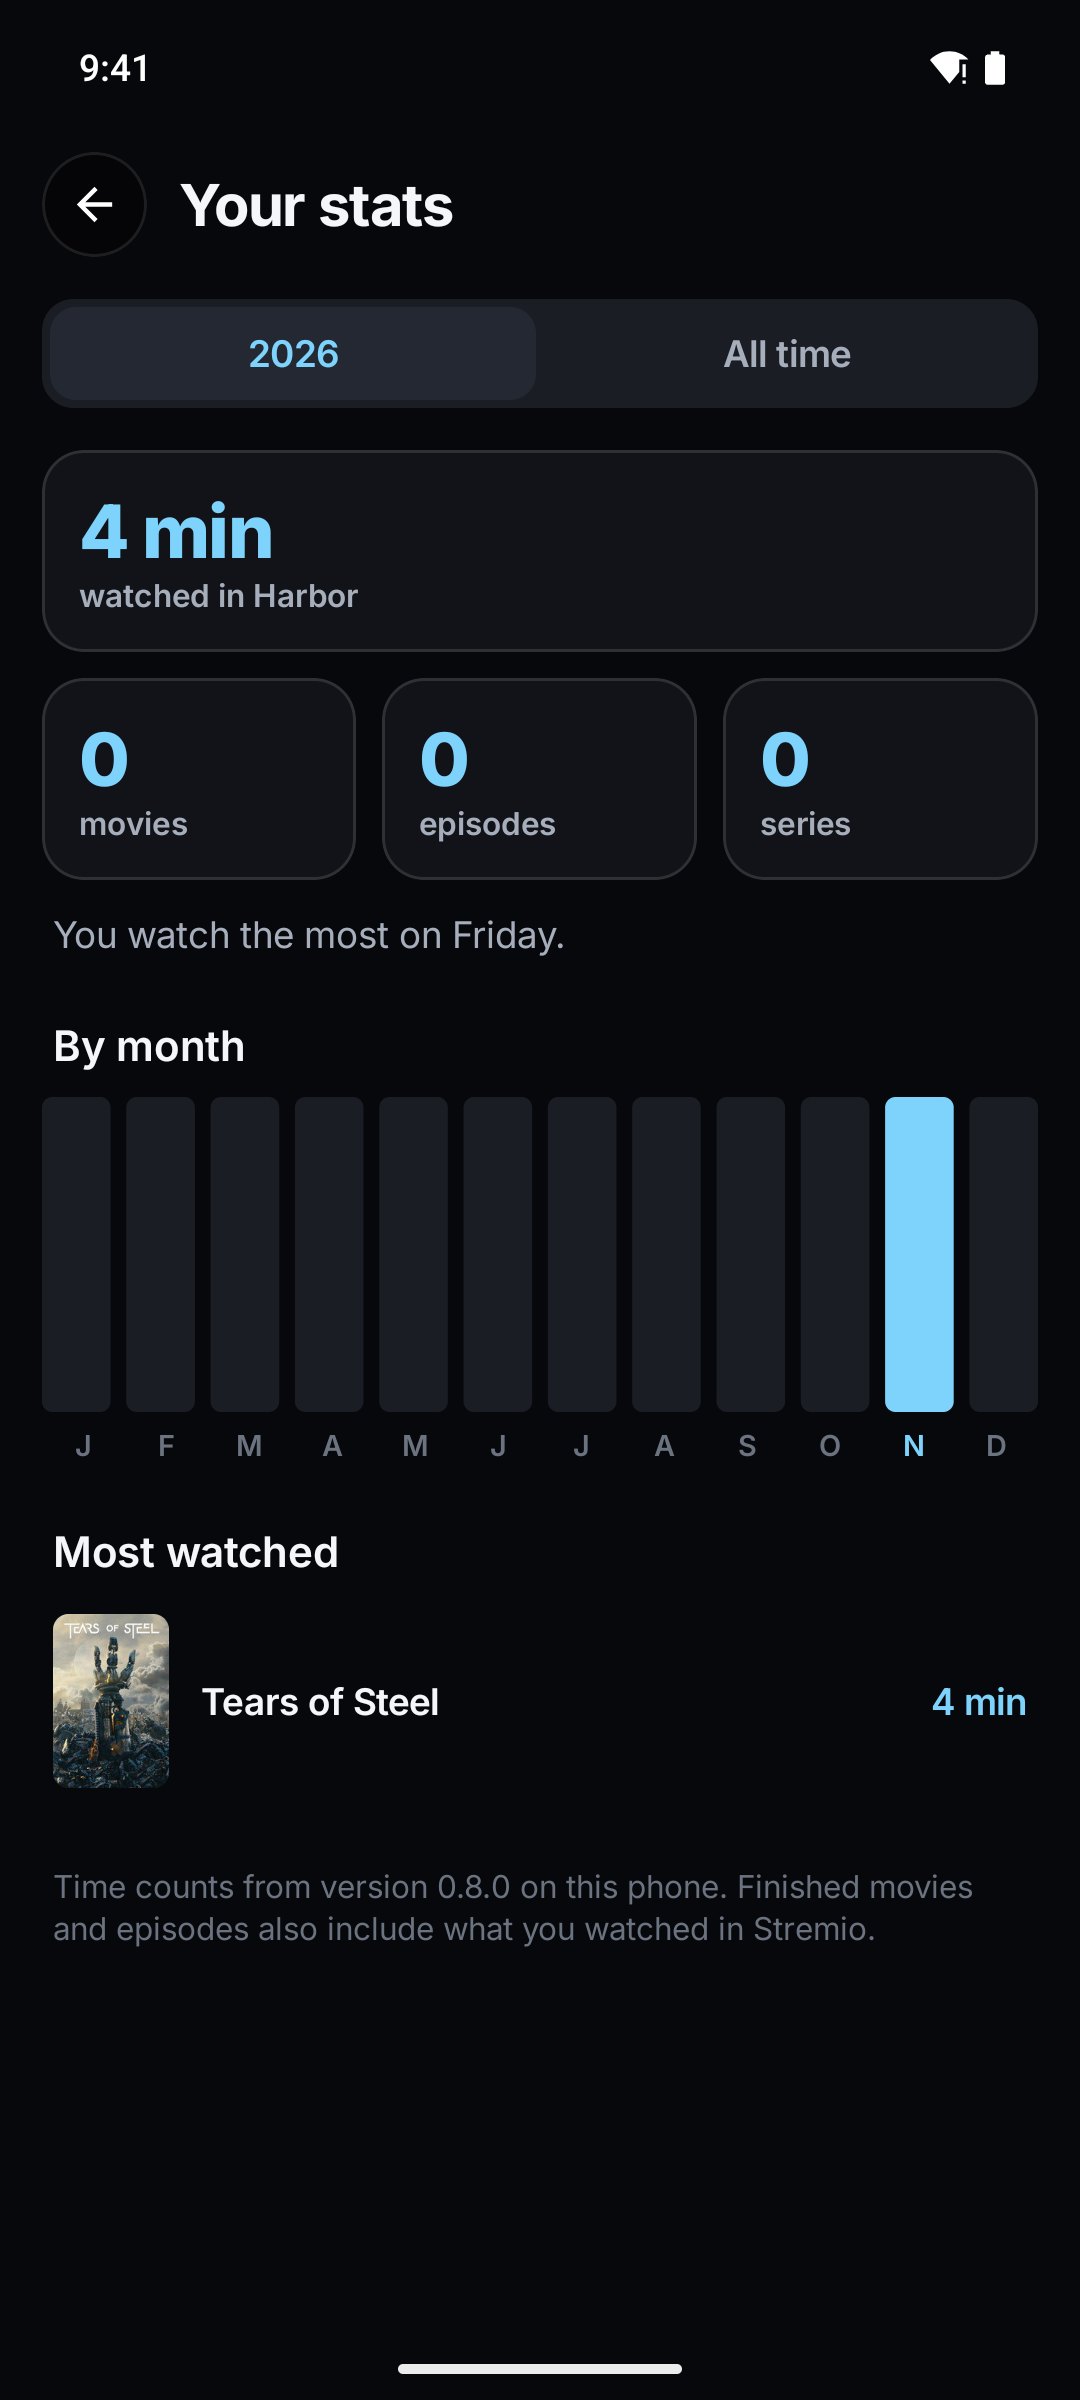 9:41
Your stats
2026
All time
4 min
watched in Harbor
0
movies
0
episodes
0
series
You watch the most on Friday.
By month
J F M A M J J A S O N D
Most watched
TEARS OF STEEL
Tears of Steel
4 min
Time counts from version 0.8.0 on this phone. Finished movies
and episodes also include what you watched in Stremio.